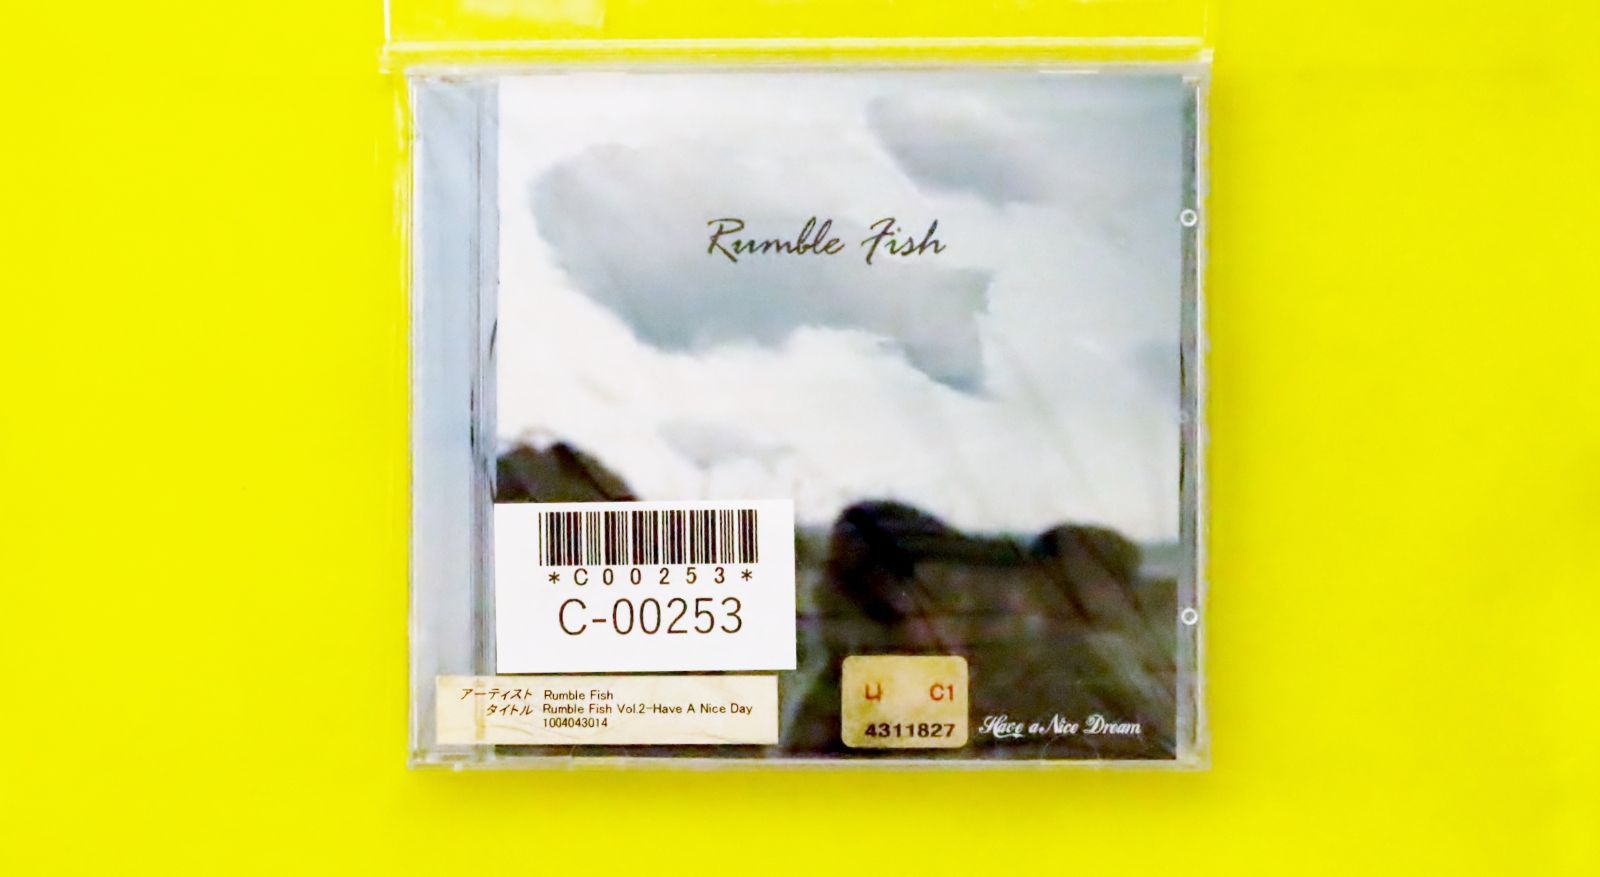 Rumble Fish
*C00253*
C-00253
アーティスト Rumble Fish
タイトル Rumble Fish Vol.2-Have A Nice Day
1004043014
나 C1
4311827
Have a Nice Dream